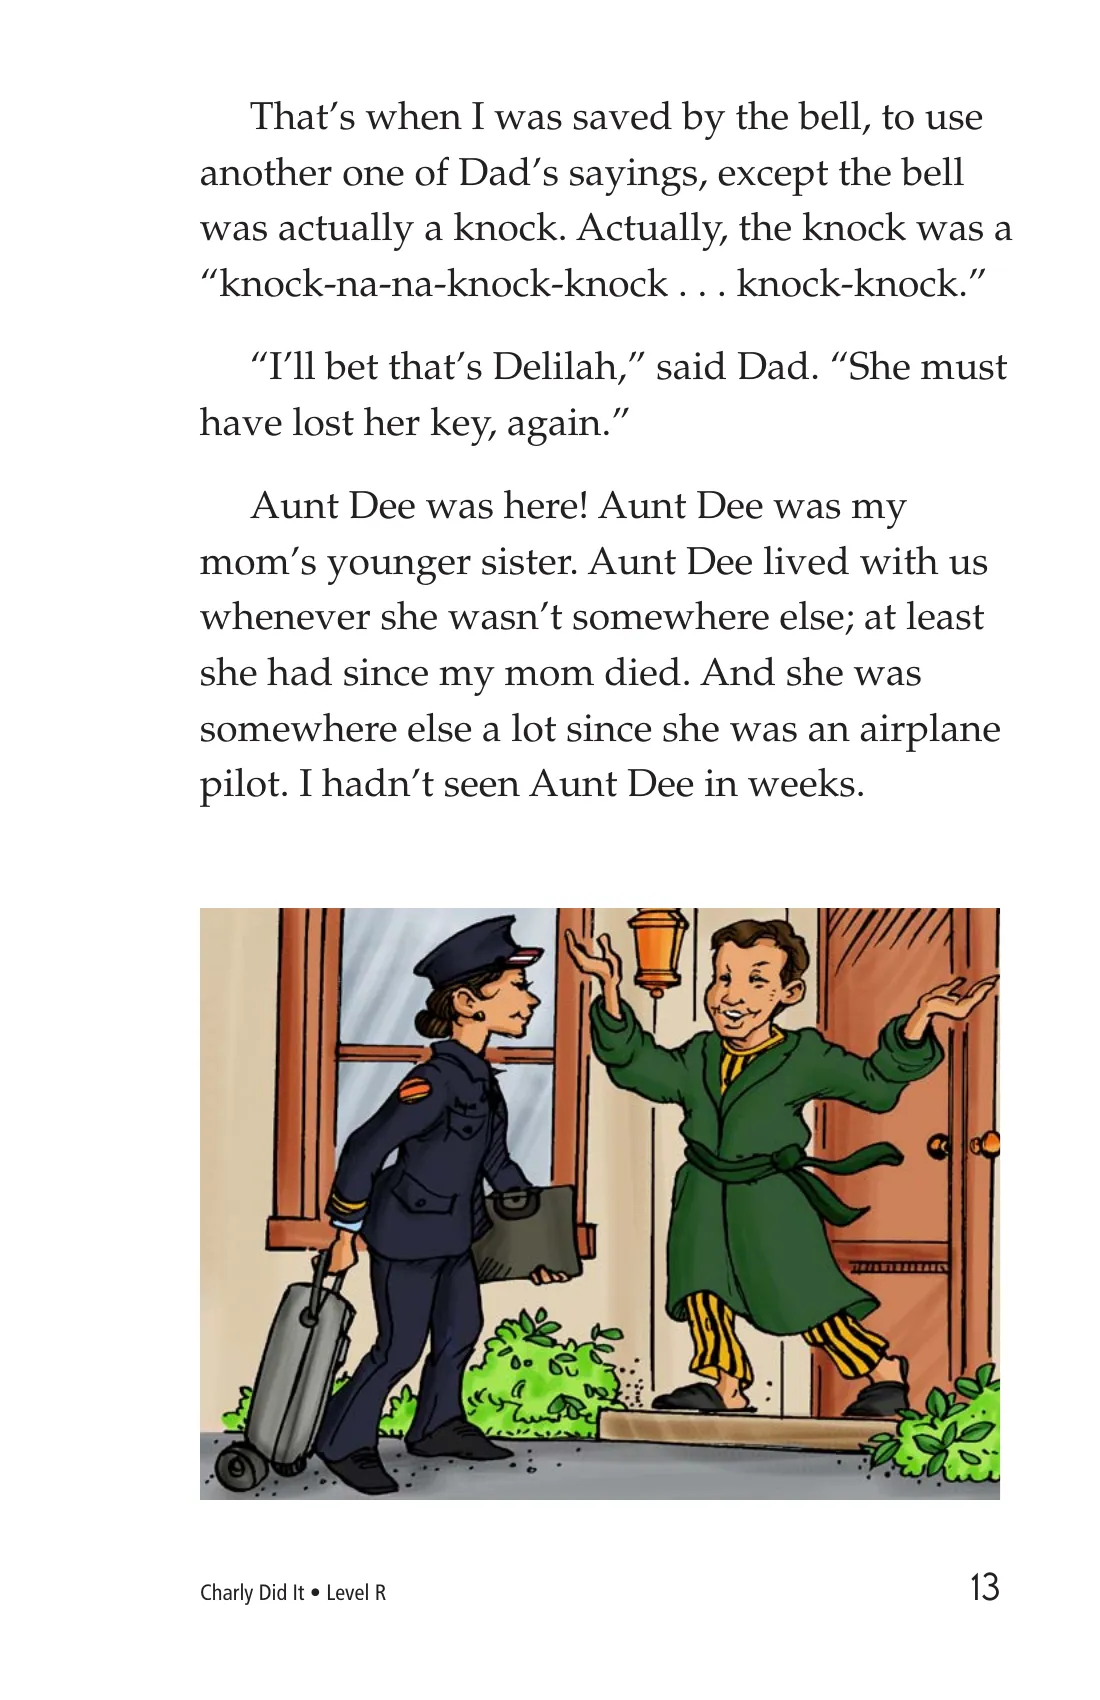 That’s when I was saved by the bell, to use
another one of Dad’s sayings, except the bell
was actually a knock. Actually, the knock was a
“knock-na-na-knock-knock . . . knock-knock.”
“I’ll bet that’s Delilah,” said Dad. “She must
have lost her key, again.”
Aunt Dee was here! Aunt Dee was my
mom’s younger sister. Aunt Dee lived with us
whenever she wasn’t somewhere else; at least
she had since my mom died. And she was
somewhere else a lot since she was an airplane
pilot. I hadn’t seen Aunt Dee in weeks.
Charly Did It • Level R
13